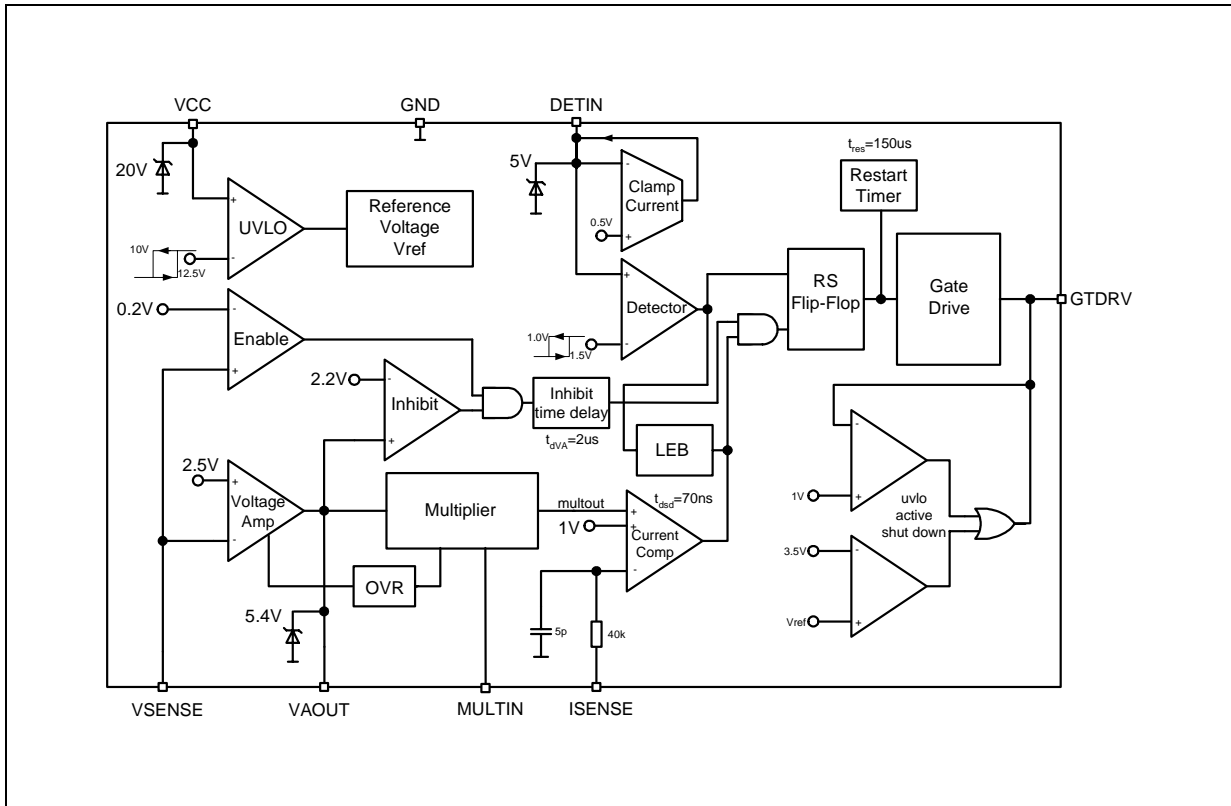 VCC
GND
DETIN
t_res=150us
20V
5V
-
Clamp
Current
Restart
Timer
+
UVLO
Reference
Voltage
Vref
0.5V
+
10V
12.5V
-
+
Detector
RS
Flip-Flop
Gate
Drive
GTDRV
0.2V
-
Enable
+
1.0V
1.5V
-
2.2V
-
Inhibit
+
Inhibit
time delay
t_dVA=2us
LEB
-
1V
+
uvlo
active
shut down
2.5V
+
Voltage
Amp
-
Multiplier
multout
t_dsd=70ns
+
1V
+
Current
Comp
-
3.5V
-
Vref
+
OVR
5.4V
5p
40k
VSENSE
VAOUT
MULTIN
ISENSE